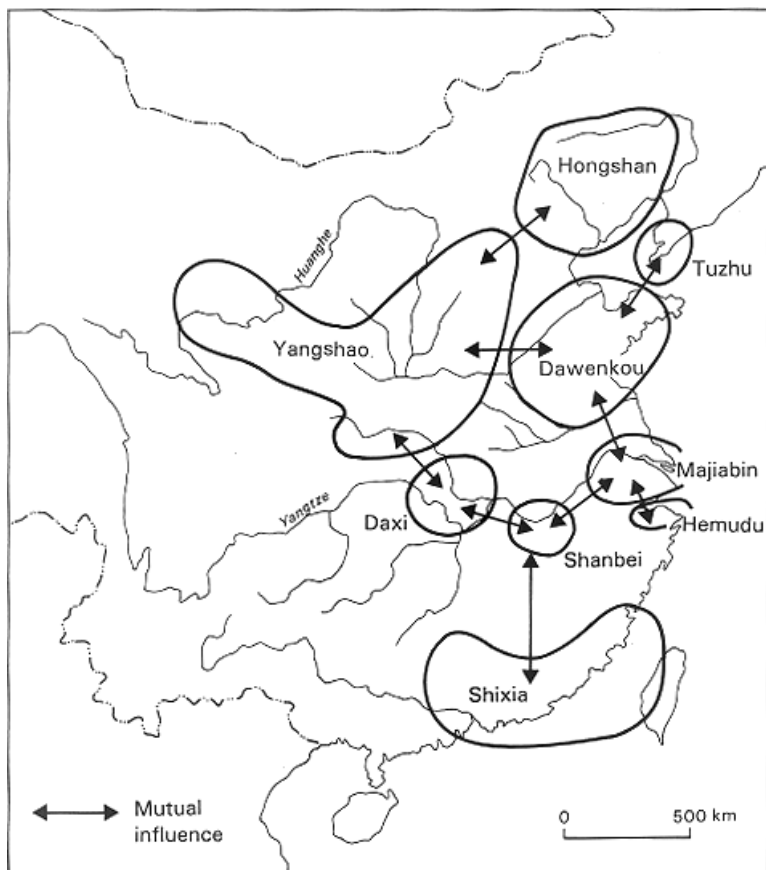 Hongshan
Tuzhu
Huanghe
Yangshao
Dawenkou
Majiabin
Yangtze
Daxi
Hemudu
Shanbei
Shixia
Mutual
influence
0 500 km